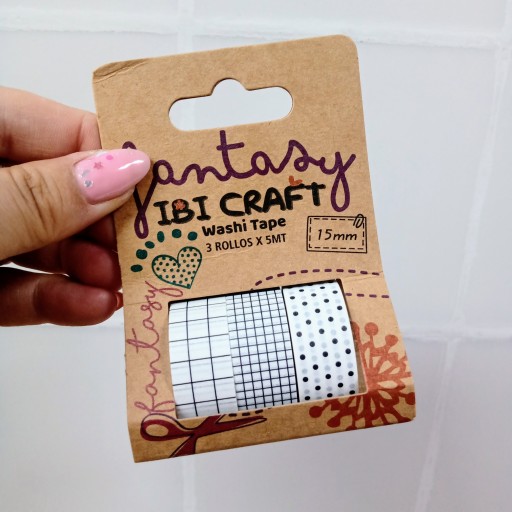 fantasy
IBI CRAFT
Washi Tape
3 ROLLOS X 5MT
15mm
fantasy